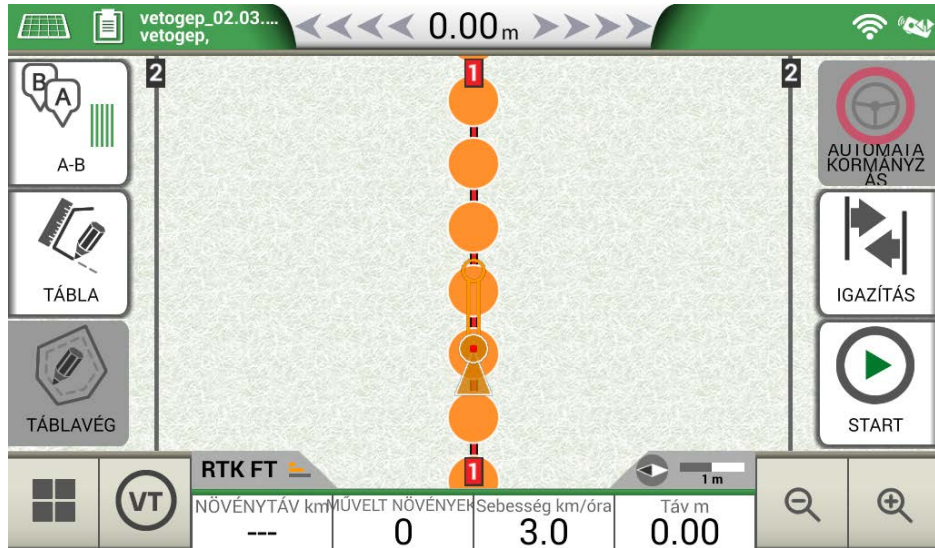 vetogep_02.03....
vetogep,
0.00 m
2
1
2
B
A
A-B
AUTOMATA
KORMÁNYZ
ÁS
TÁBLA
IGAZÍTÁS
TÁBLAVÉG
START
RTK FT
1
1 m
VT
NÖVÉNYTÁV km
MŰVELT NÖVÉNYEK
Sebesség km/óra
Táv m
---
0
3.0
0.00